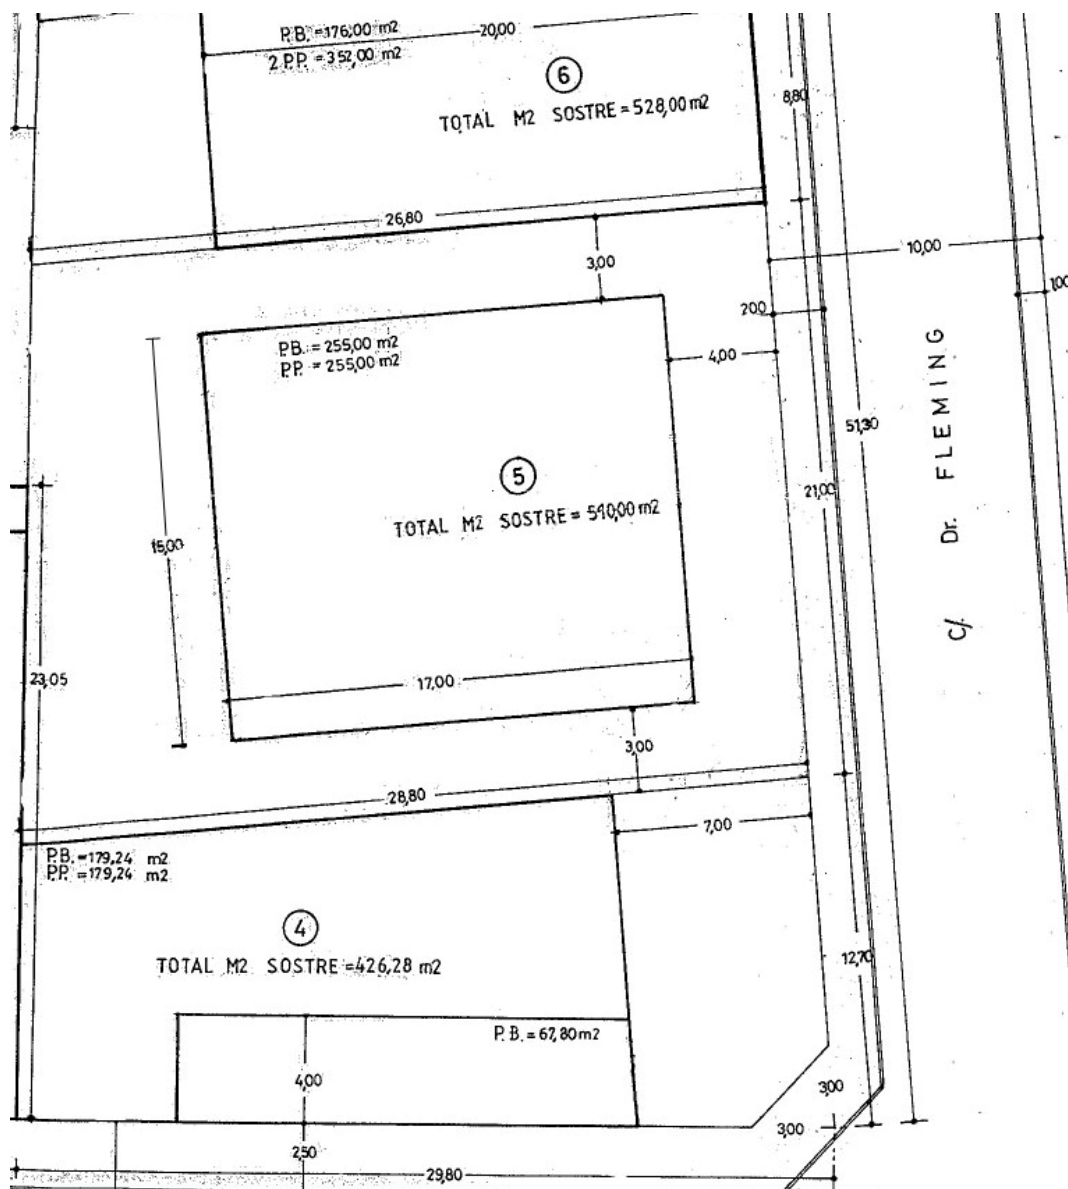 P.B. = 176,00 m2
20,00
2 P.P. = 352,00 m2
6
TOTAL M2 SOSTRE = 528,00 m2
8,80
26,80
3,00
10,00
1,00
2,00
P.B. = 255,00 m2
P.P. = 255,00 m2
4,00
C/ Dr. FLEMING
51,30
5
21,00
TOTAL M2 SOSTRE = 510,00 m2
15,00
23,05
17,00
3,00
28,80
7,00
P.B. = 179,24 m2
P.P. = 179,24 m2
4
TOTAL M2 SOSTRE = 426,28 m2
12,70
P.B. = 67,80 m2
4,00
3,00
3,00
2,50
29,80